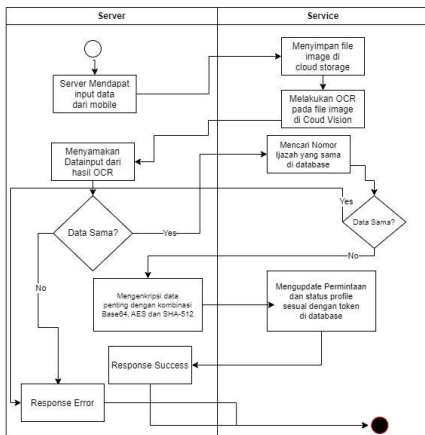 Server
Service
Server Mendapat
input data
dari mobile
Menyimpan file
image di
cloud storage
Melakukan OCR
pada file image
di Coud Vision
Menyamakan
Datainput dari
hasil OCR
Mencari Nomor
Ijazah yang sama
di database
Data Sama?
Yes
Yes
Data Sama?
No
No
Mengenkripsi data
penting dengan kombinasi
Base64, AES dan SHA-512
Mengupdate Permintaan
dan status profile
sesuai dengan token
di database
Response Success
Response Error